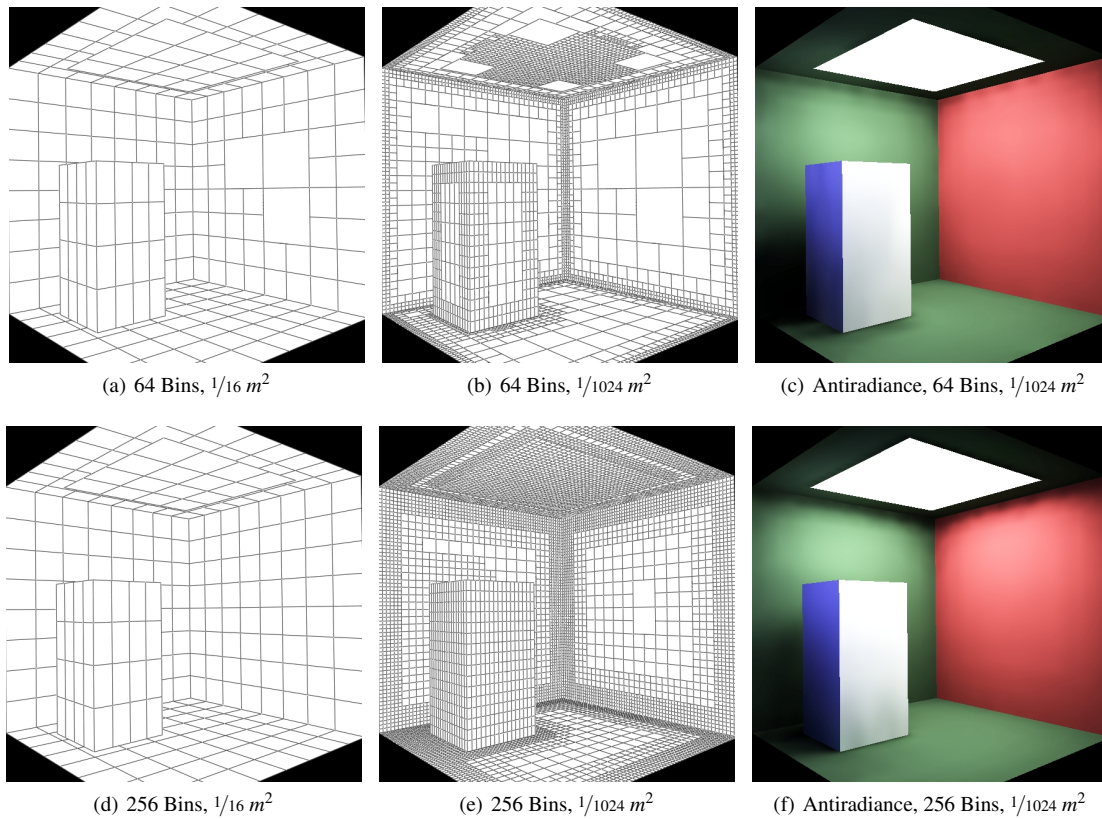 (a) 64 Bins, 1/16 m²
(b) 64 Bins, 1/1024 m²
(c) Antiradiance, 64 Bins, 1/1024 m²
(d) 256 Bins, 1/16 m²
(e) 256 Bins, 1/1024 m²
(f) Antiradiance, 256 Bins, 1/1024 m²